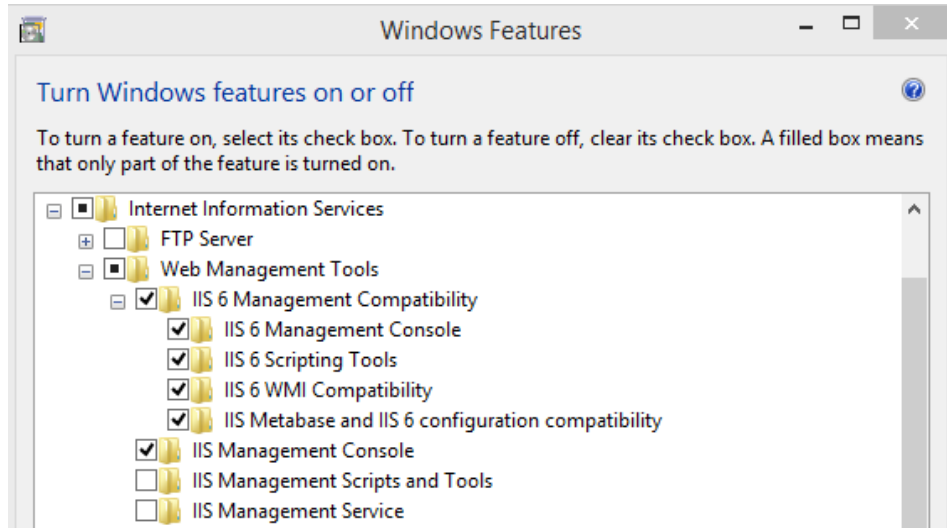 Windows Features
Turn Windows features on or off
To turn a feature on, select its check box. To turn a feature off, clear its check box. A filled box means
that only part of the feature is turned on.
Internet Information Services
FTP Server
Web Management Tools
IIS 6 Management Compatibility
IIS 6 Management Console
IIS 6 Scripting Tools
IIS 6 WMI Compatibility
IIS Metabase and IIS 6 configuration compatibility
IIS Management Console
IIS Management Scripts and Tools
IIS Management Service